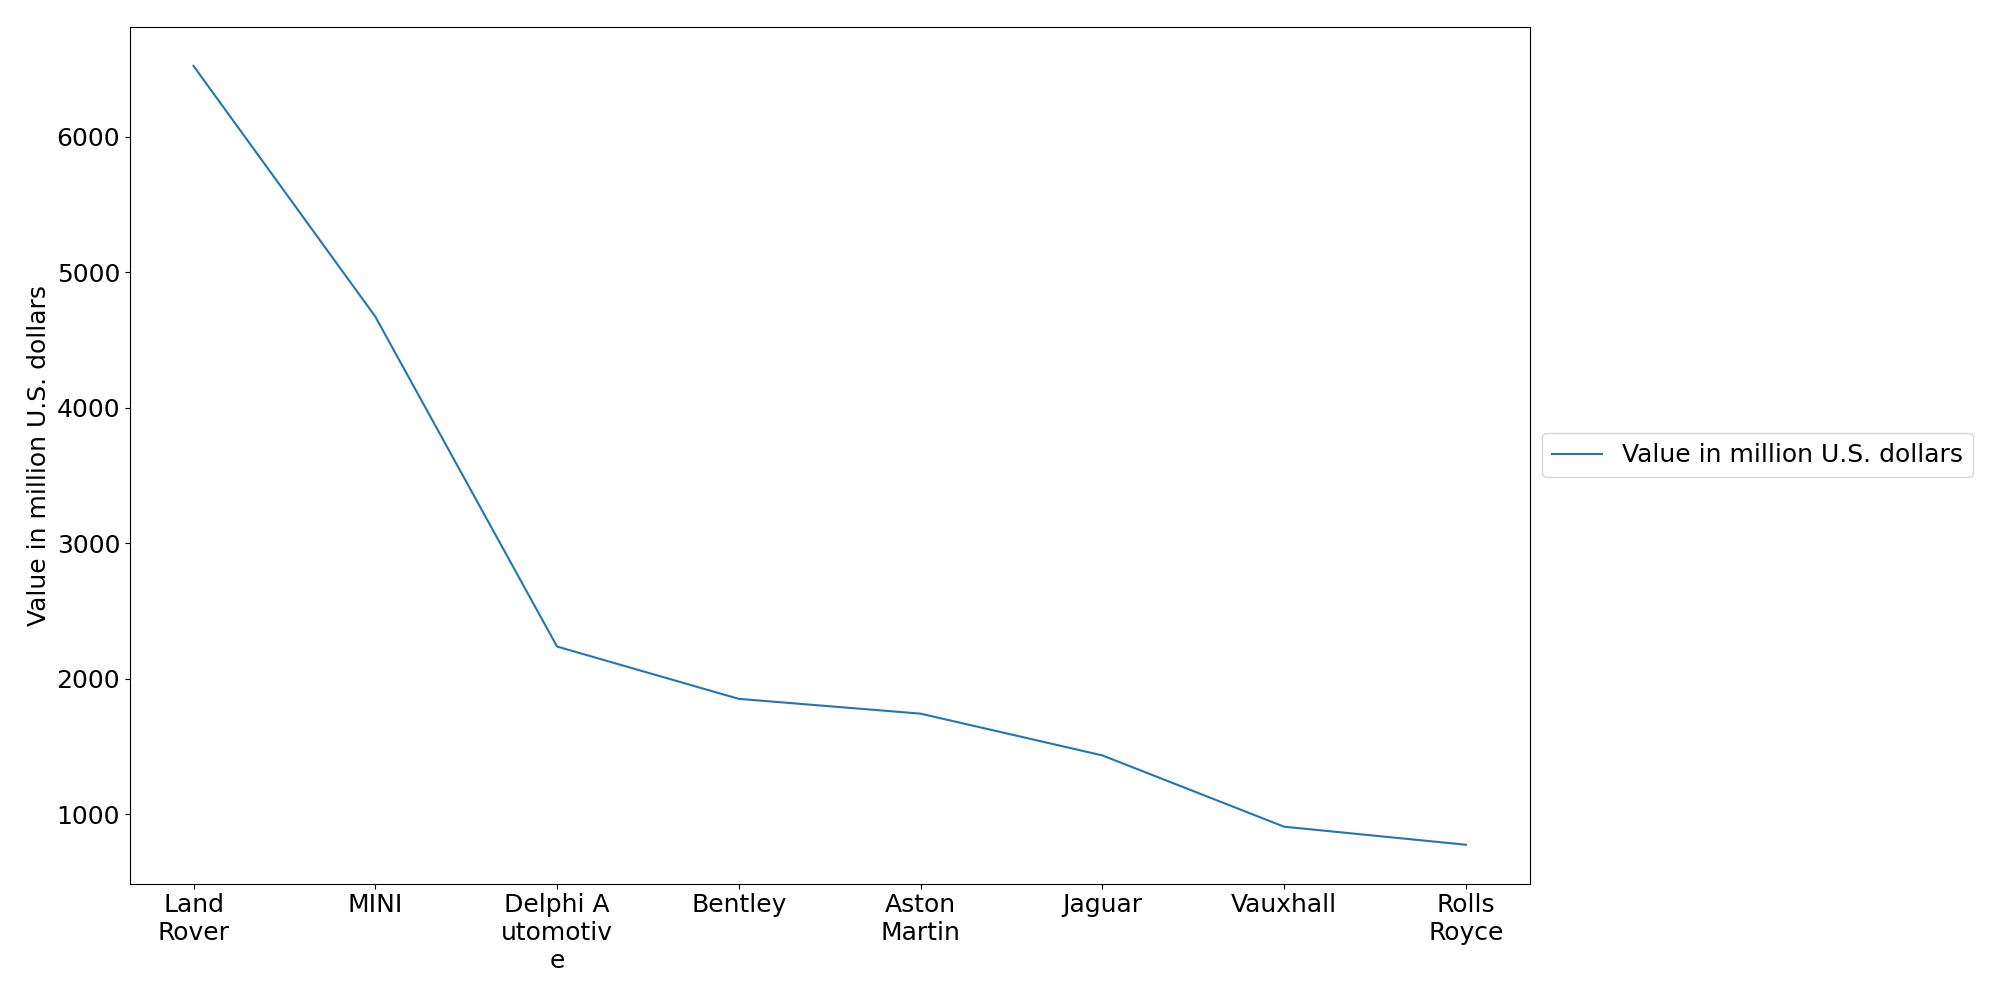 Value in million U.S. dollars
6000
5000
4000
3000
2000
1000
Land
Rover
MINI
Delphi A
utomotiv
e
Bentley
Aston
Martin
Jaguar
Vauxhall
Rolls
Royce
Value in million U.S. dollars